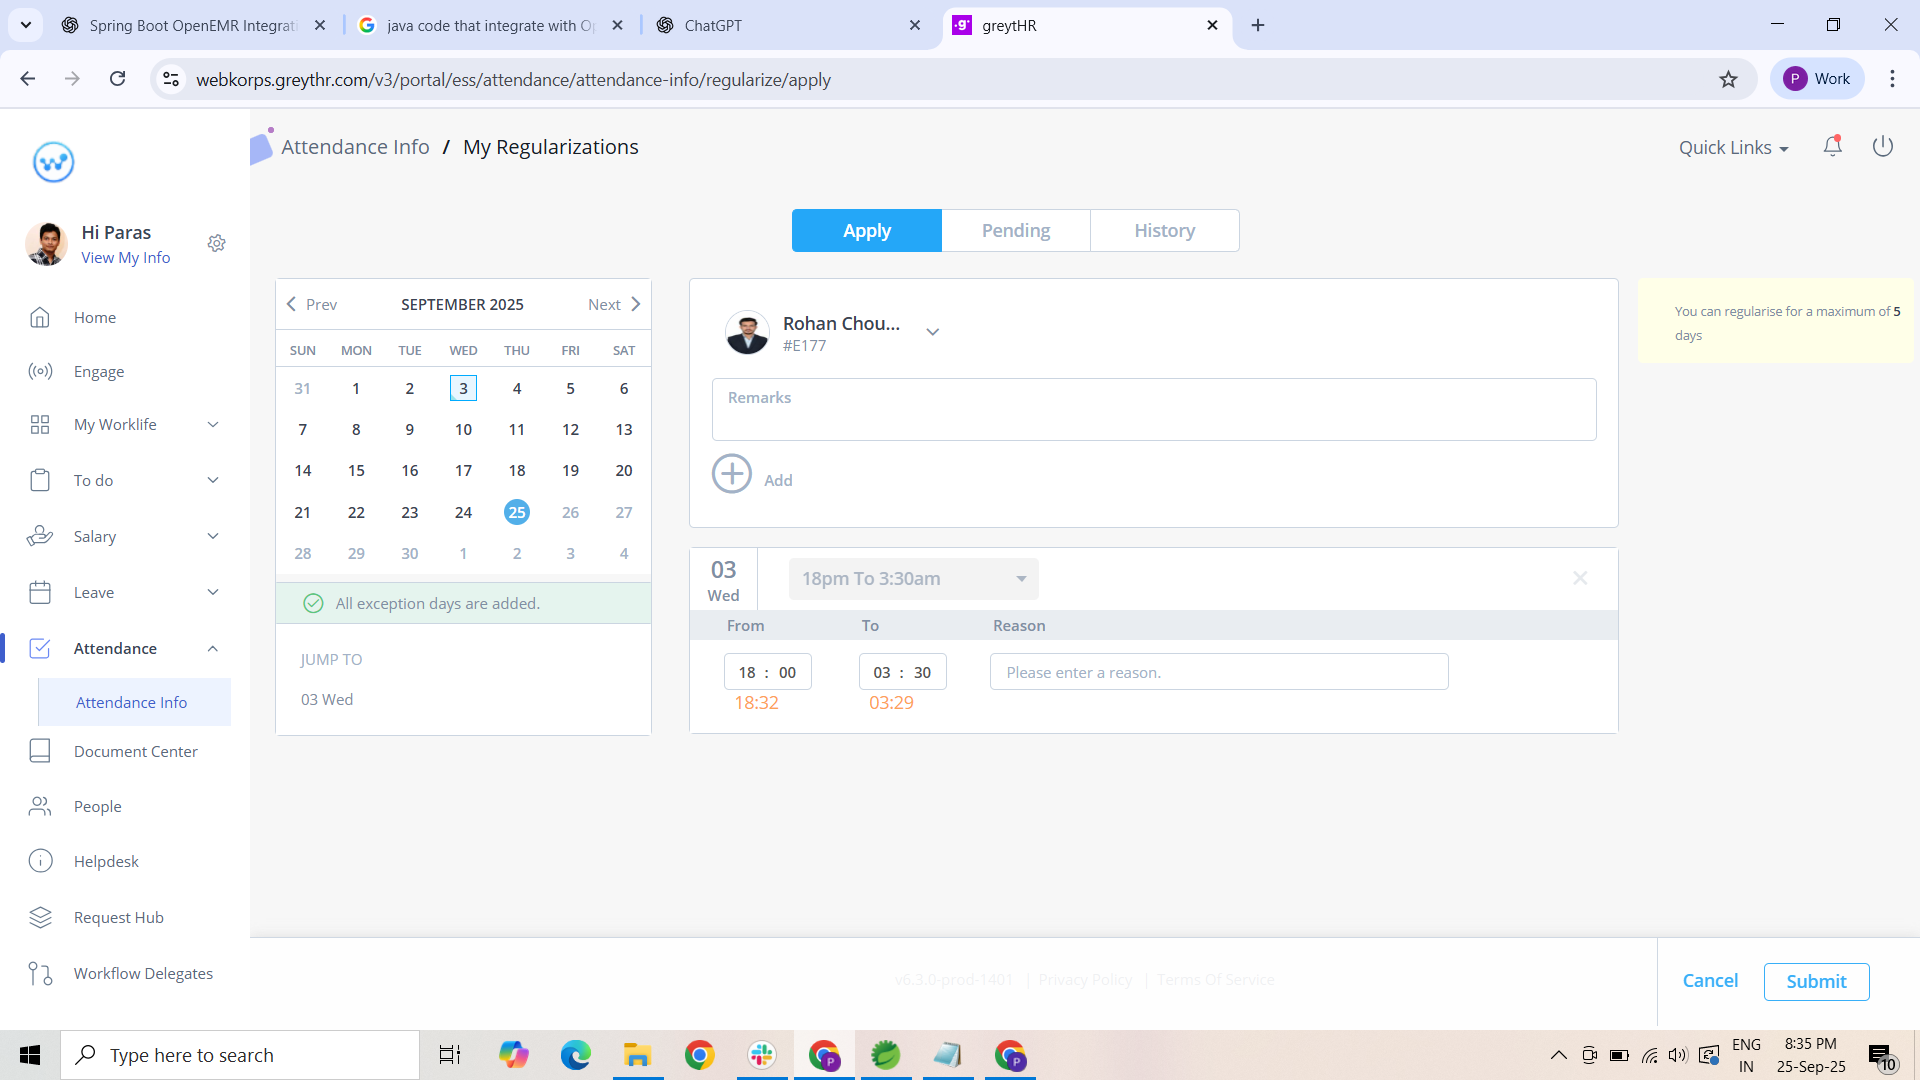 Spring Boot OpenEMR Integrati
java code that integrate with Op
ChatGPT
greytHR
webkorps.greythr.com/v3/portal/ess/attendance/attendance-info/regularize/apply
P
Work
Attendance Info / My Regularizations
Quick Links
Hi Paras
View My Info
Home
Engage
My Worklife
To do
Salary
Leave
Attendance
Attendance Info
Document Center
People
Helpdesk
Request Hub
Workflow Delegates
Apply
Pending
History
Prev
SEPTEMBER 2025
Next
SUN MON TUE WED THU FRI SAT
31 1 2 3 4 5 6
7 8 9 10 11 12 13
14 15 16 17 18 19 20
21 22 23 24 25 26 27
28 29 30 1 2 3 4
All exception days are added.
JUMP TO
03 Wed
Rohan Chou...
#E177
Remarks
Add
You can regularise for a maximum of 5
days
03
Wed
18pm To 3:30am
From To Reason
18 : 00 03 : 30 Please enter a reason.
18:32 03:29
v6.3.0-prod-1401 | Privacy Policy | Terms Of Service
Cancel
Submit
Type here to search
ENG
IN
8:35 PM
25-Sep-25
10